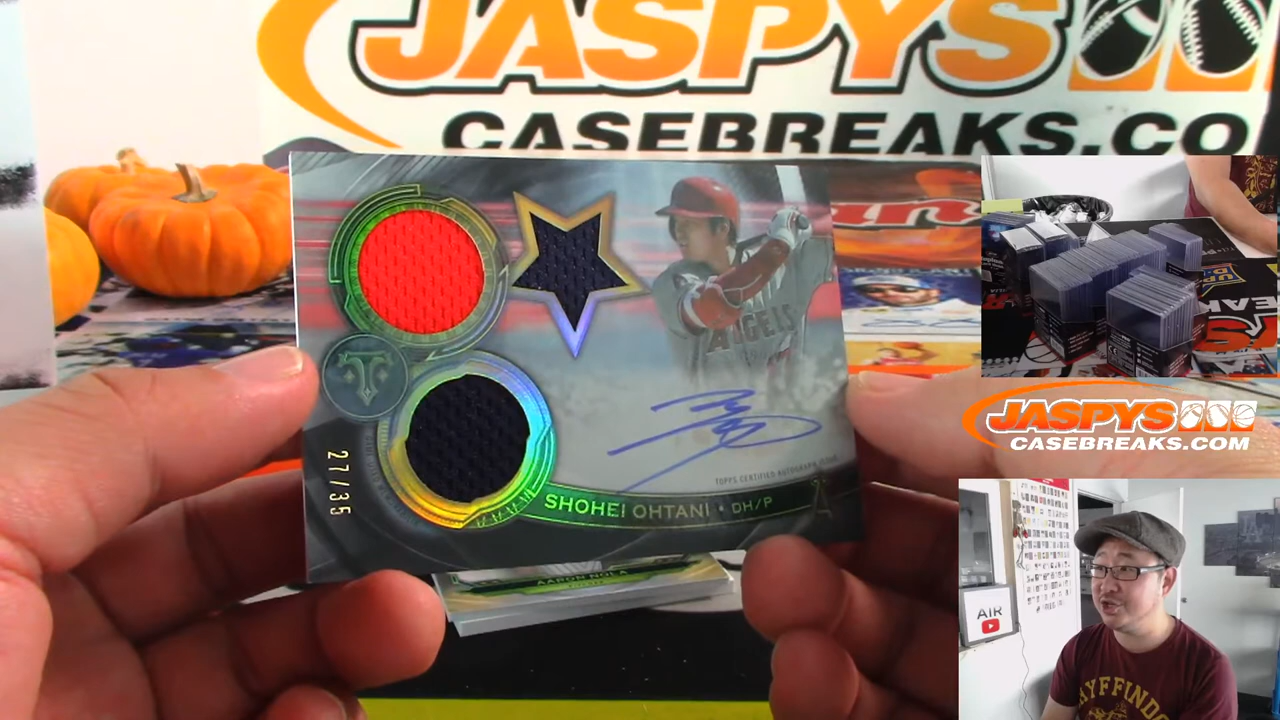 JASPYS
CASEBREAKS.CO
ANGELS
27/35
TOPPS CERTIFIED AUTOGRAPH ISSUE
SHOHEI OHTANI • DH/P
AARON NOLA
JASPYS
CASEBREAKS.COM
AIR